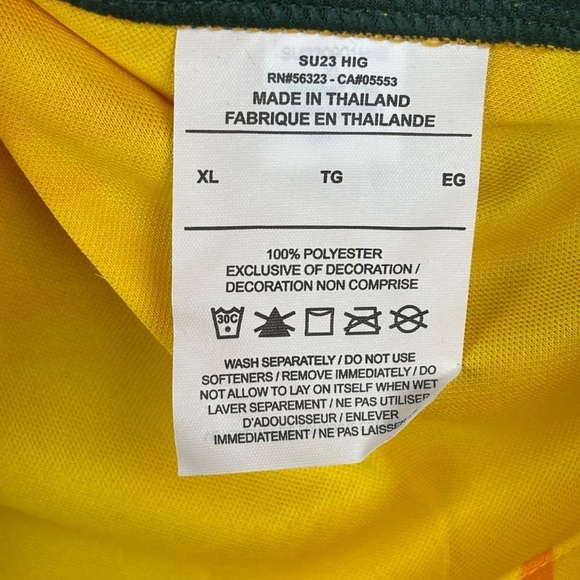 SU23 HIG
RN#56323 - CA#05553
MADE IN THAILAND
FABRIQUE EN THAILANDE
XL TG EG
100% POLYESTER
EXCLUSIVE OF DECORATION /
DECORATION NON COMPRISE
30C
WASH SEPARATELY / DO NOT USE
SOFTENERS / REMOVE IMMEDIATELY / DO
NOT ALLOW TO LAY ON ITSELF WHEN WET
LAVER SEPAREMENT / NE PAS UTILISER
D'ADOUCISSEUR / ENLEVER
IMMEDIATEMENT / NE PAS LAISSE